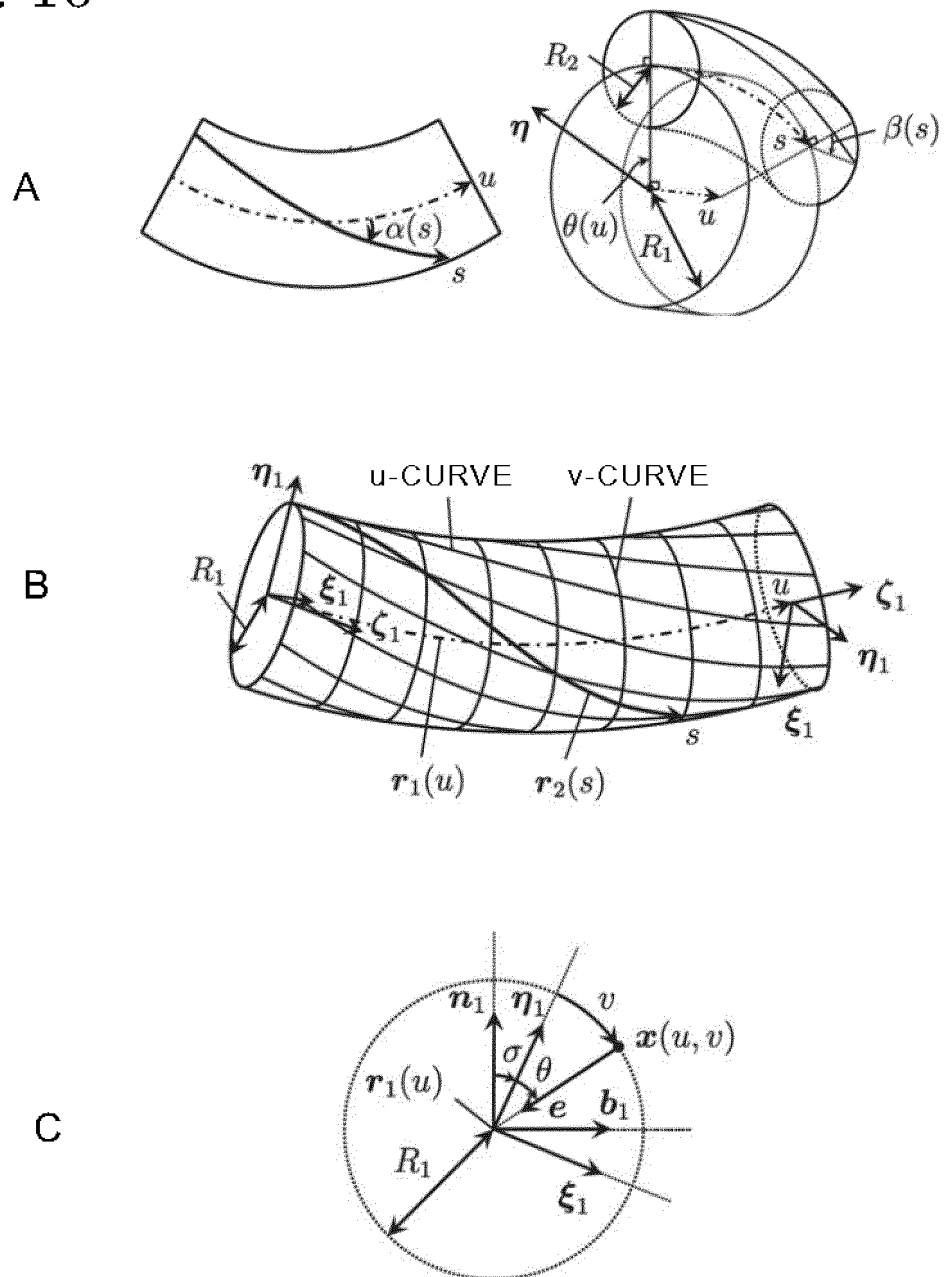 16
A
u
α(s)
s
R₂
η
s
β(s)
θ(u)
u
R₁
B
η₁
u-CURVE
v-CURVE
R₁
ξ₁
ζ₁
u
ζ₁
η₁
ξ₁
s
r₁(u)
r₂(s)
C
n₁
η₁
v
x(u, v)
σ
θ
r₁(u)
e
b₁
R₁
ξ₁